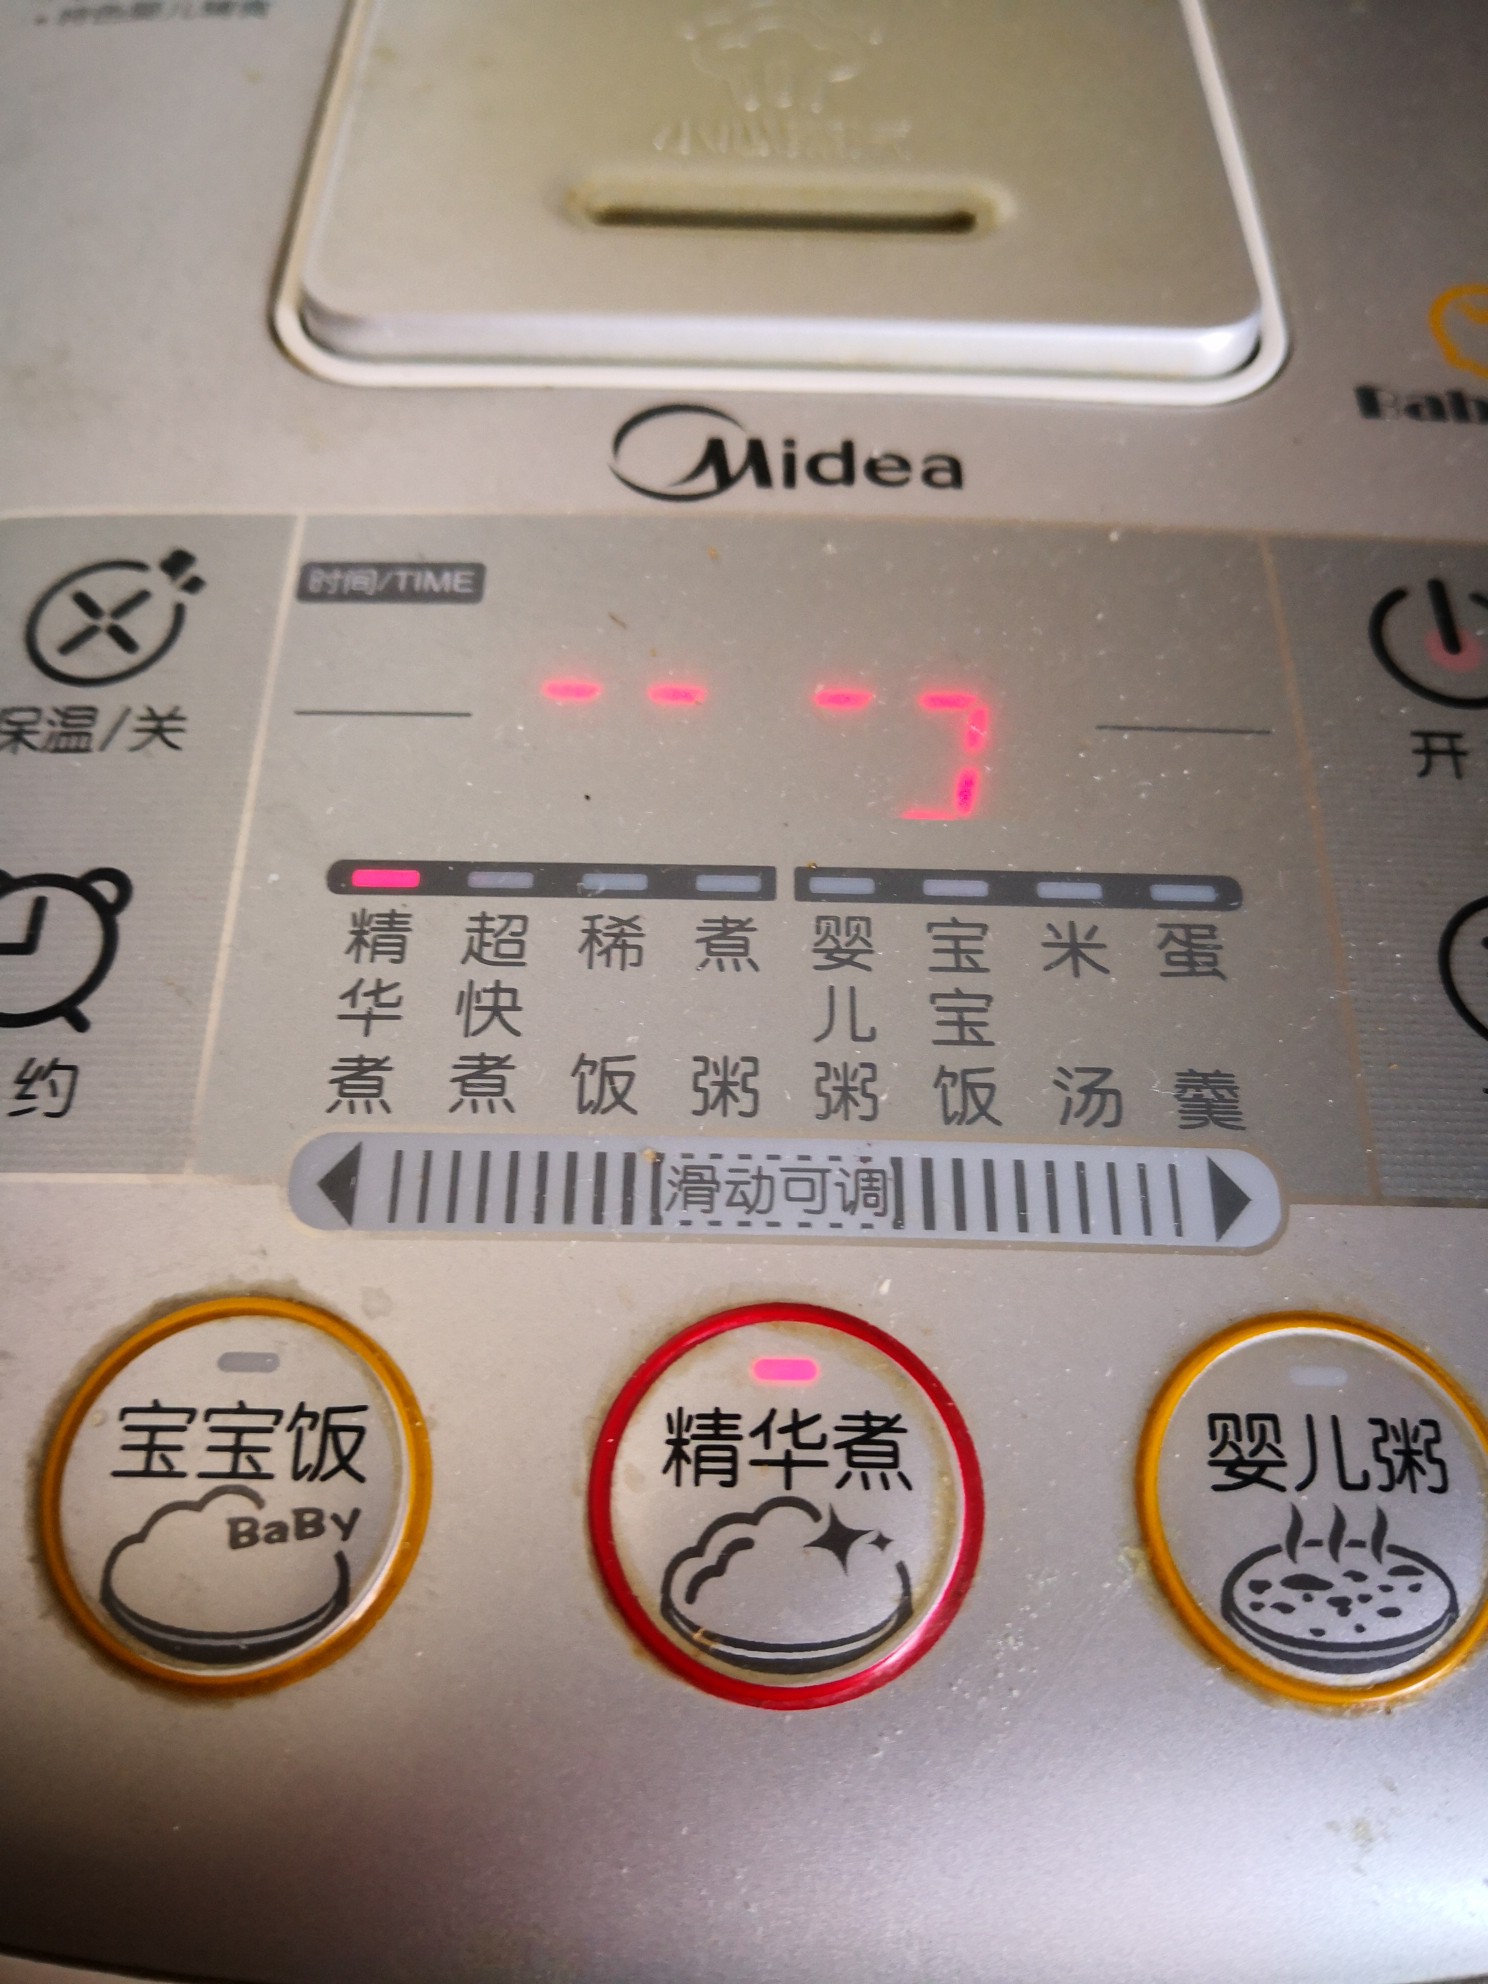 Midea
时间/TIME
保温/关
开
精华煮 超快煮 稀饭 煮粥 婴儿粥 宝宝饭 米汤 蛋羹
约
滑动可调
宝宝饭
BaBy
精华煮
婴儿粥